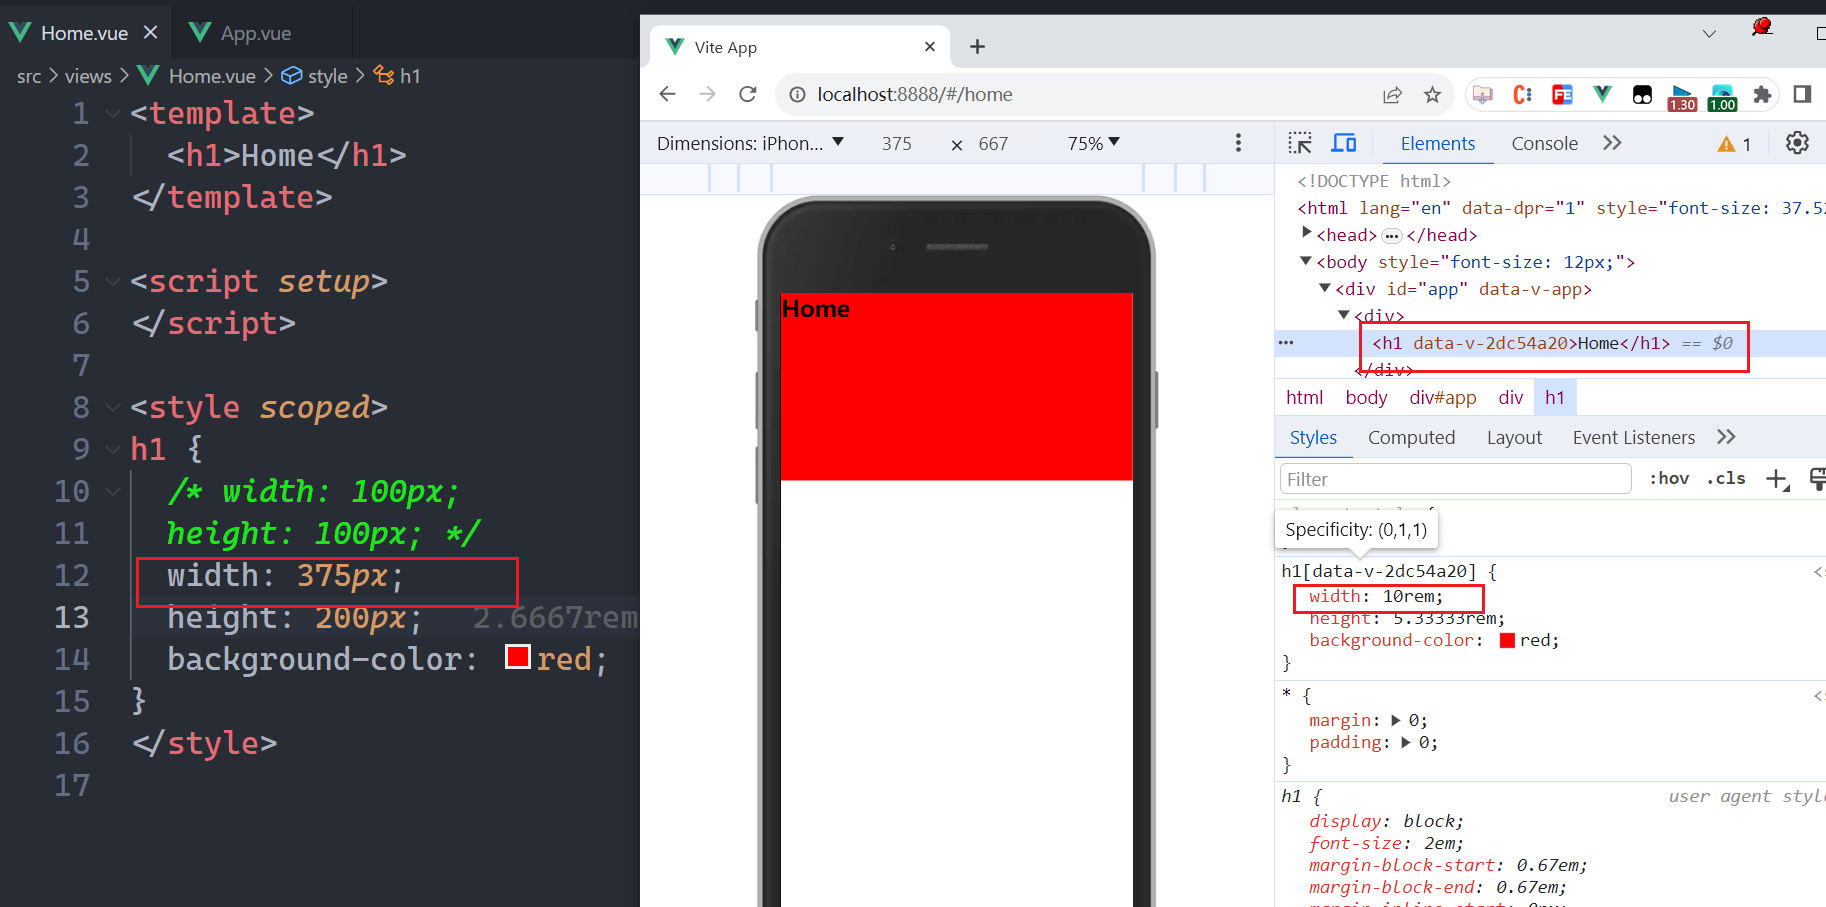 Home.vue
App.vue
src > views > Home.vue > style > h1
1 <template>
2 <h1>Home</h1>
3 </template>
4
5 <script setup>
6 </script>
7
8 <style scoped>
9 h1 {
10 /* width: 100px;
11 height: 100px; */
12 width: 375px;
13 height: 200px; 2.6667rem
14 background-color: red;
15 }
16 </style>
17
Vite App
localhost:8888/#/home
1.30
1.00
Dimensions: iPhon...
375 × 667
75%
Elements
Console
1
<!DOCTYPE html>
<html lang="en" data-dpr="1" style="font-size: 37.52
<head> ... </head>
<body style="font-size: 12px;">
<div id="app" data-v-app>
<div>
<h1 data-v-2dc54a20>Home</h1> == $0
</div>
html body div#app div h1
Styles Computed Layout Event Listeners
Filter
:hov .cls
Specificity: (0,1,1)
h1[data-v-2dc54a20] {
width: 10rem;
height: 5.33333rem;
background-color: red;
}
* {
margin: 0;
padding: 0;
}
h1 {
user agent style
display: block;
font-size: 2em;
margin-block-start: 0.67em;
margin-block-end: 0.67em;
Home